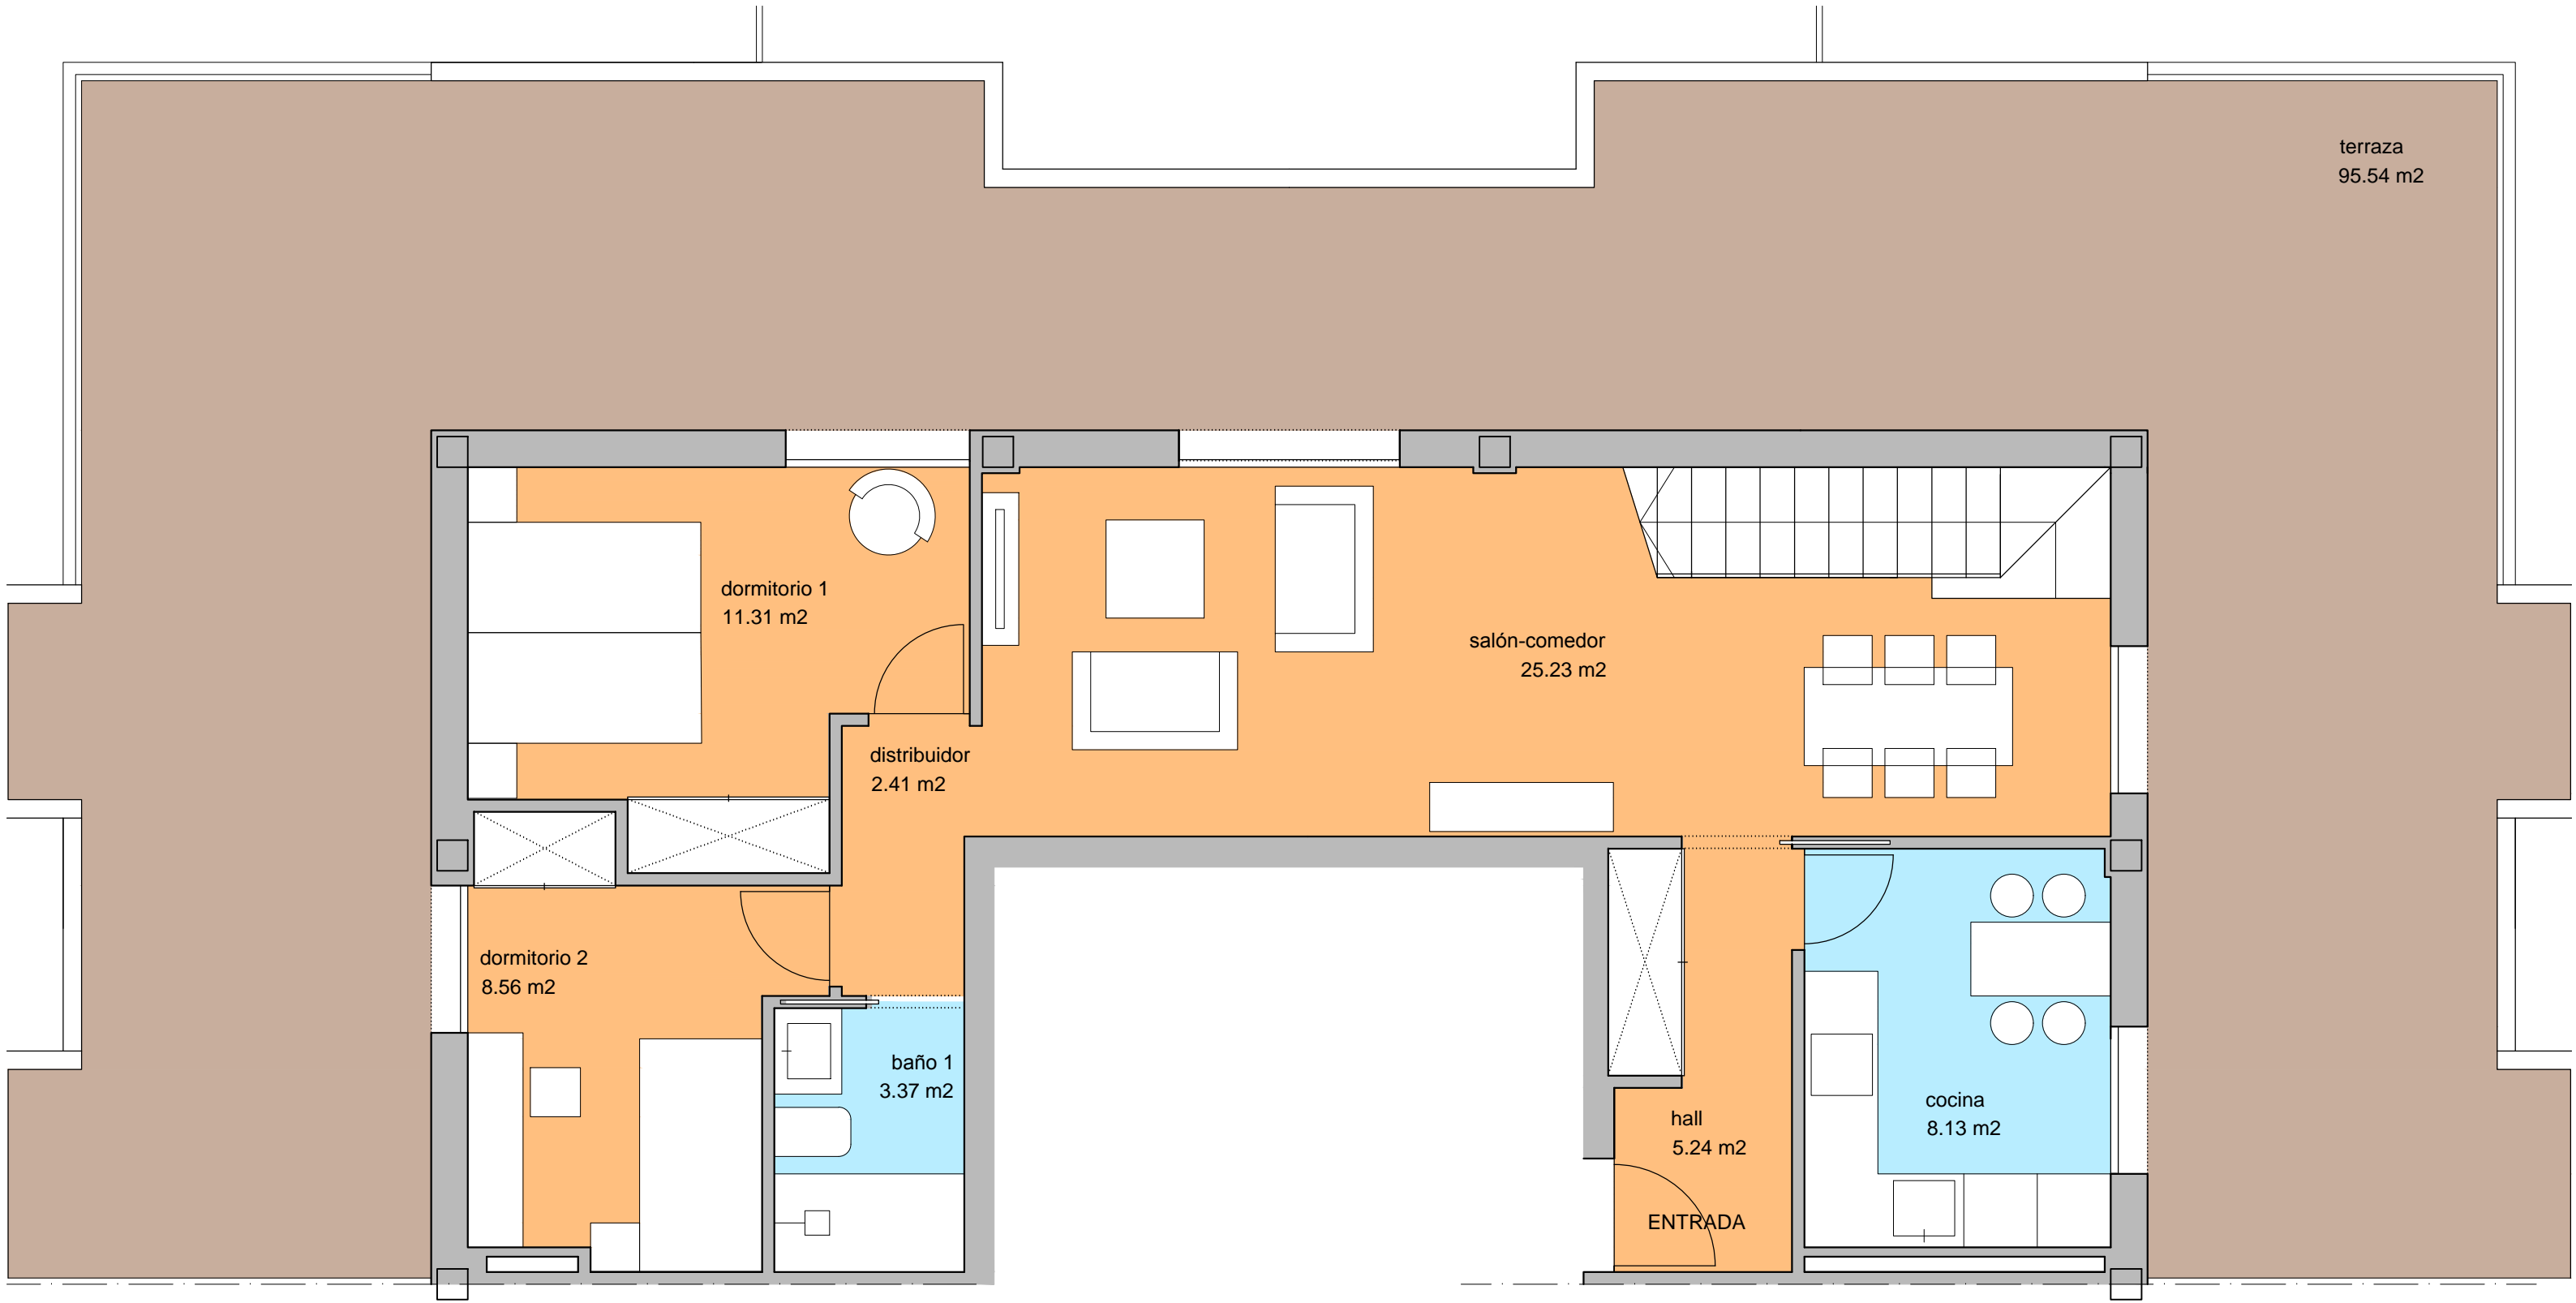 terraza
95.54 m2
dormitorio 1
11.31 m2
salón-comedor
25.23 m2
distribuidor
2.41 m2
dormitorio 2
8.56 m2
baño 1
3.37 m2
cocina
8.13 m2
hall
5.24 m2
ENTRADA